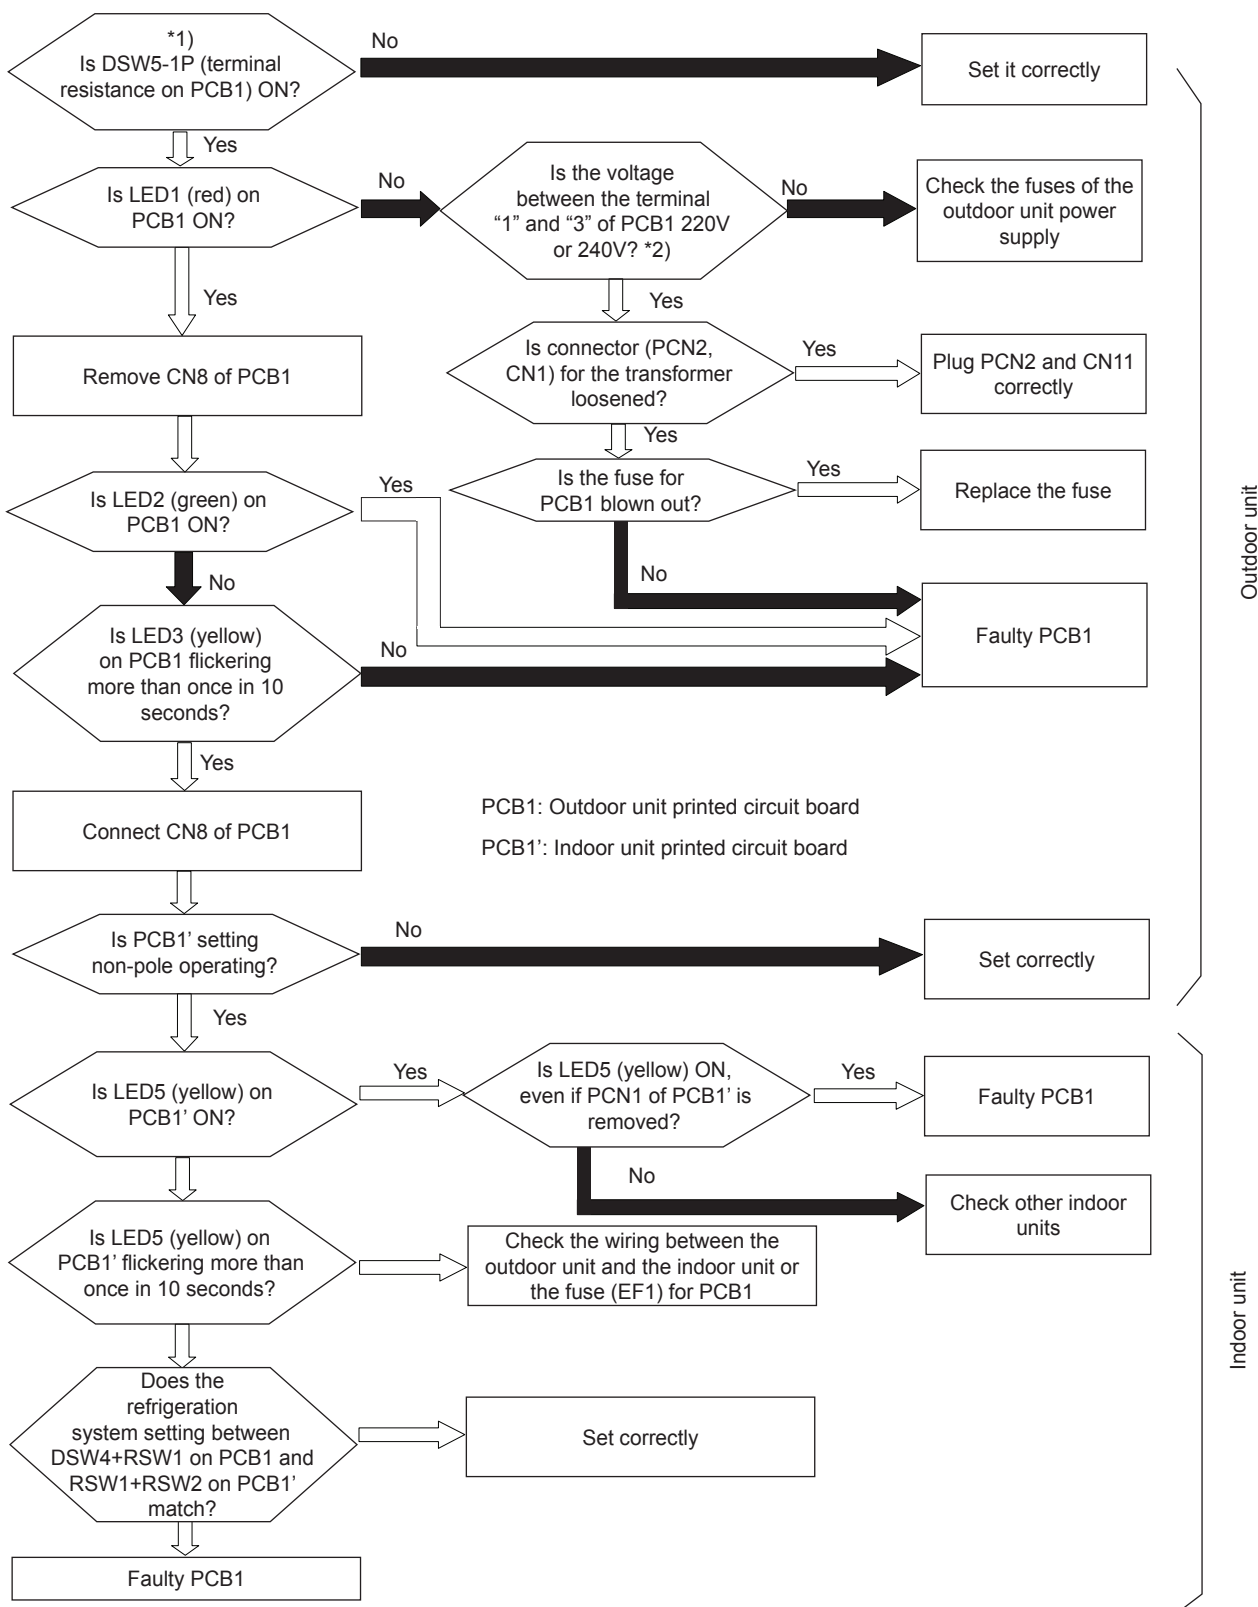 *1)
Is DSW5-1P (terminal
resistance on PCB1) ON?
No
Set it correctly
Yes
Is LED1 (red) on
PCB1 ON?
No
Is the voltage
between the terminal
“1” and “3” of PCB1 220V
or 240V? *2)
No
Check the fuses of the
outdoor unit power
supply
Yes
Yes
Remove CN8 of PCB1
Is connector (PCN2,
CN1) for the transformer
loosened?
Yes
Plug PCN2 and CN11
correctly
Yes
Is LED2 (green) on
PCB1 ON?
Yes
Is the fuse for
PCB1 blown out?
Yes
Replace the fuse
No
No
Is LED3 (yellow)
on PCB1 flickering
more than once in 10
seconds?
No
Faulty PCB1
Yes
Connect CN8 of PCB1
PCB1: Outdoor unit printed circuit board
PCB1’: Indoor unit printed circuit board
Is PCB1’ setting
non-pole operating?
No
Set correctly
Yes
Outdoor unit
Is LED5 (yellow) on
PCB1’ ON?
Yes
Is LED5 (yellow) ON,
even if PCN1 of PCB1’ is
removed?
Yes
Faulty PCB1
No
Check other indoor
units
Is LED5 (yellow) on
PCB1’ flickering more than
once in 10 seconds?
Check the wiring between the
outdoor unit and the indoor unit or
the fuse (EF1) for PCB1
Does the
refrigeration
system setting between
DSW4+RSW1 on PCB1 and
RSW1+RSW2 on PCB1’
match?
Set correctly
Faulty PCB1
Indoor unit